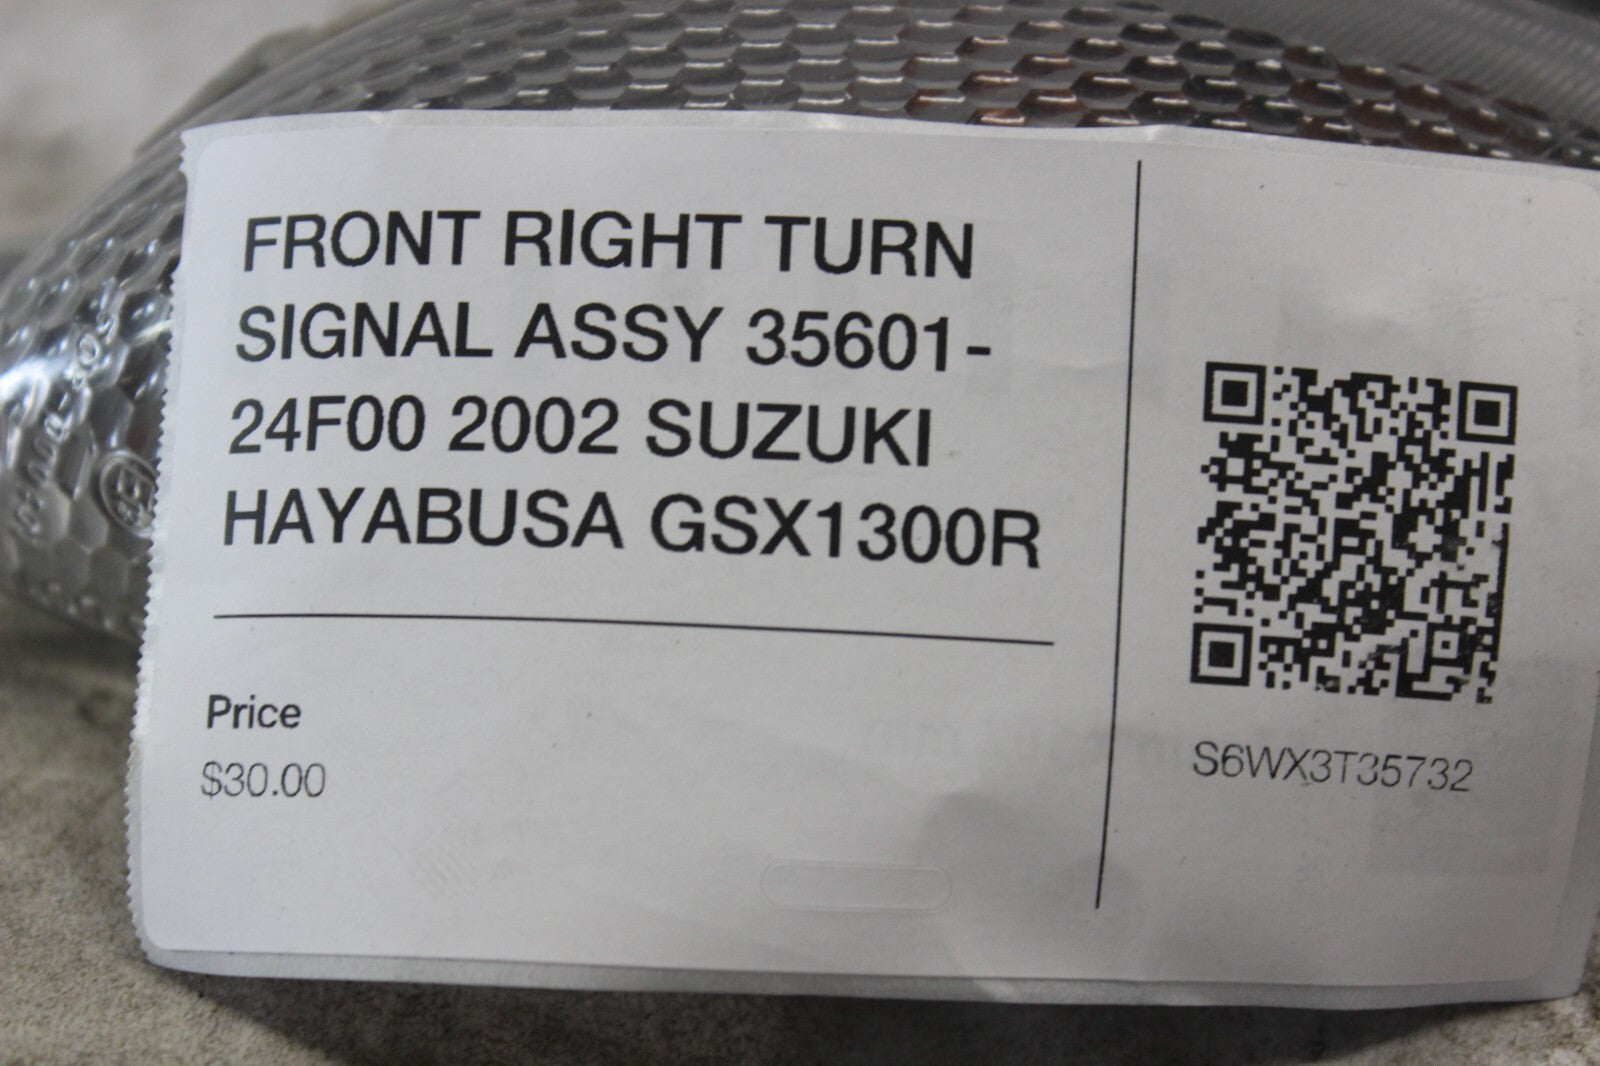 FRONT RIGHT TURN
SIGNAL ASSY 35601-
24F00 2002 SUZUKI
HAYABUSA GSX1300R
Price
$30.00
S6WX3T35732